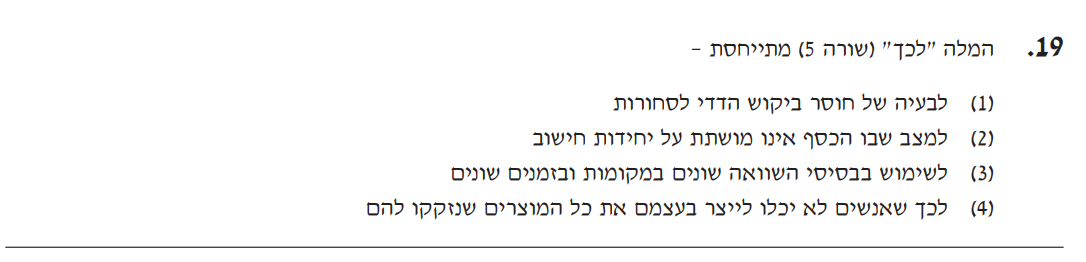 19. המלה "לכך" (שורה 5) מתייחסת –
(1) לבעיה של חוסר ביקוש הדדי לסחורות
(2) למצב שבו הכסף אינו מושתת על יחידות חישוב
(3) לשימוש בבסיסי השוואה שונים במקומות ובזמנים שונים
(4) לכך שאנשים לא יכלו לייצר בעצמם את כל המוצרים שנזקקו להם